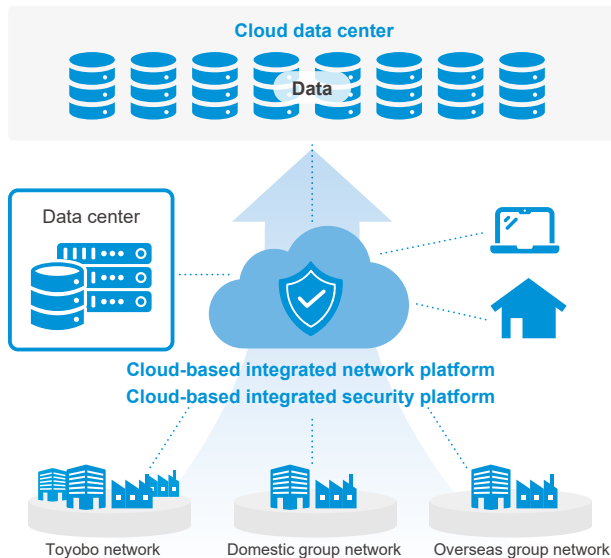 Cloud data center
Data
Data center
Cloud-based integrated network platform
Cloud-based integrated security platform
Toyobo network
Domestic group network
Overseas group network